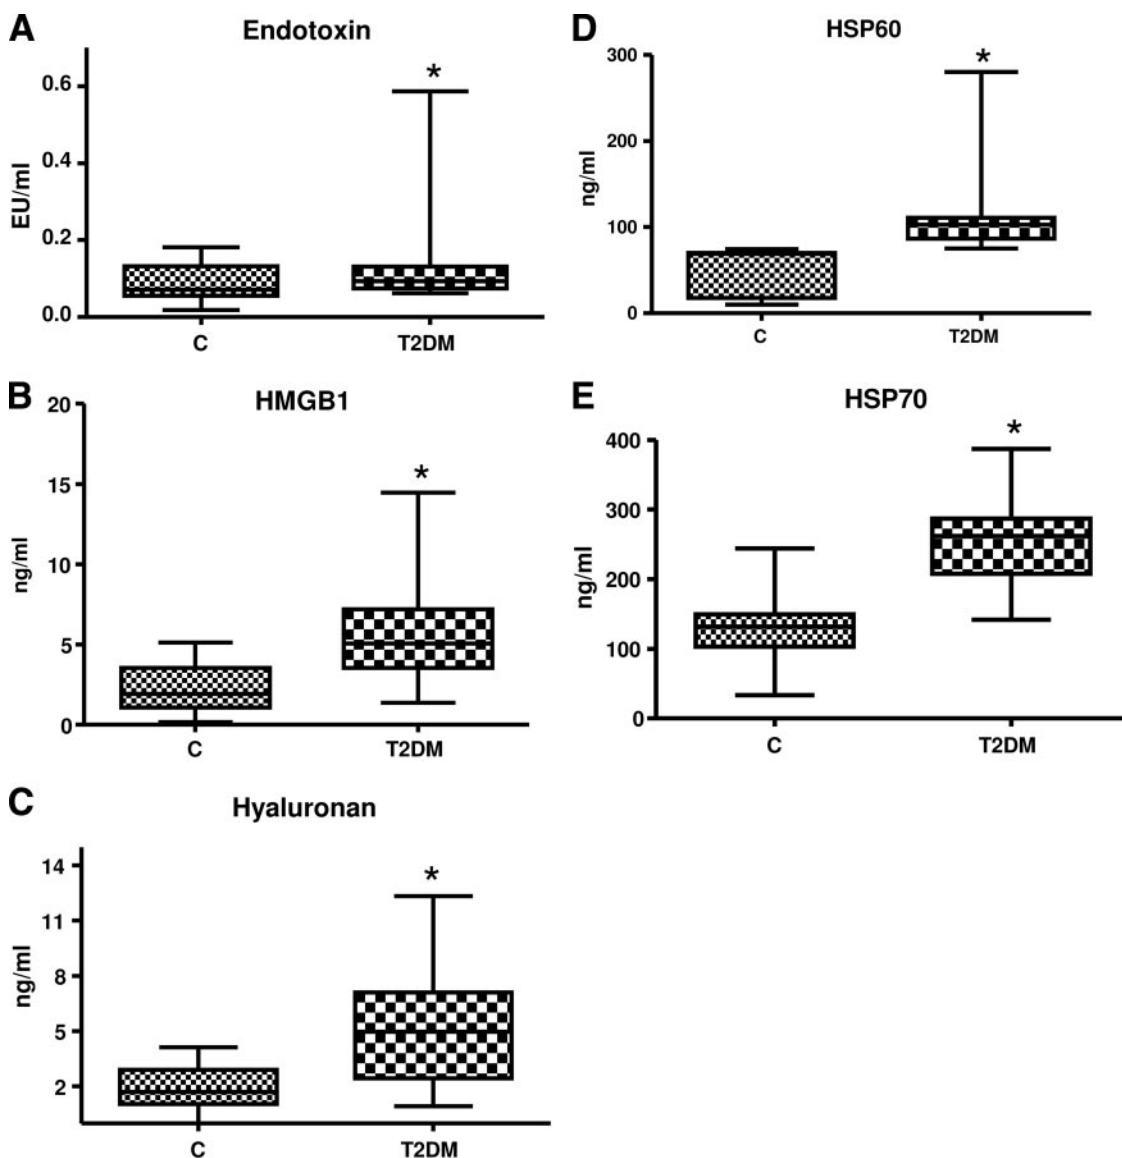 A
Endotoxin
*
0.6
0.4
0.2
0.0
EU/ml
C
T2DM
D
HSP60
*
300
200
100
0
ng/ml
C
T2DM
B
HMGB1
*
20
15
10
5
0
ng/ml
C
T2DM
E
HSP70
*
400
300
200
100
0
ng/ml
C
T2DM
C
Hyaluronan
*
14
11
8
5
2
ng/ml
C
T2DM